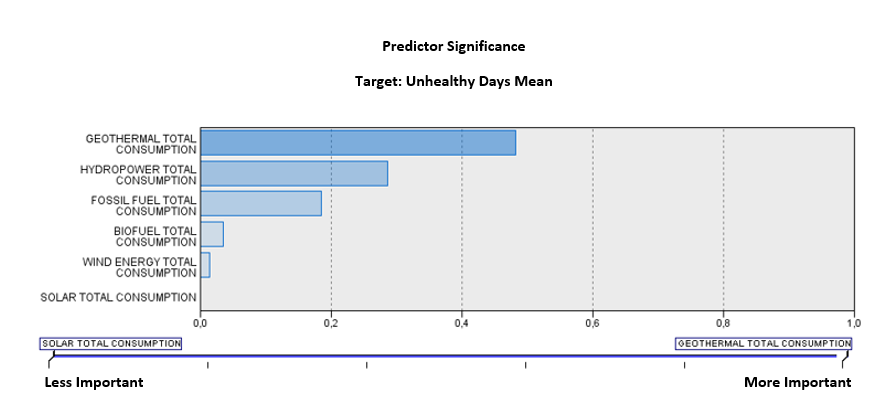 Predictor Significance
Target: Unhealthy Days Mean
GEOTHERMAL TOTAL
CONSUMPTION
HYDROPOWER TOTAL
CONSUMPTION
FOSSIL FUEL TOTAL
CONSUMPTION
BIOFUEL TOTAL
CONSUMPTION
WIND ENERGY TOTAL
CONSUMPTION
SOLAR TOTAL CONSUMPTION
0,0 0,2 0,4 0,6 0,8 1,0
SOLAR TOTAL CONSUMPTION GEOTHERMAL TOTAL CONSUMPTION
Less Important More Important